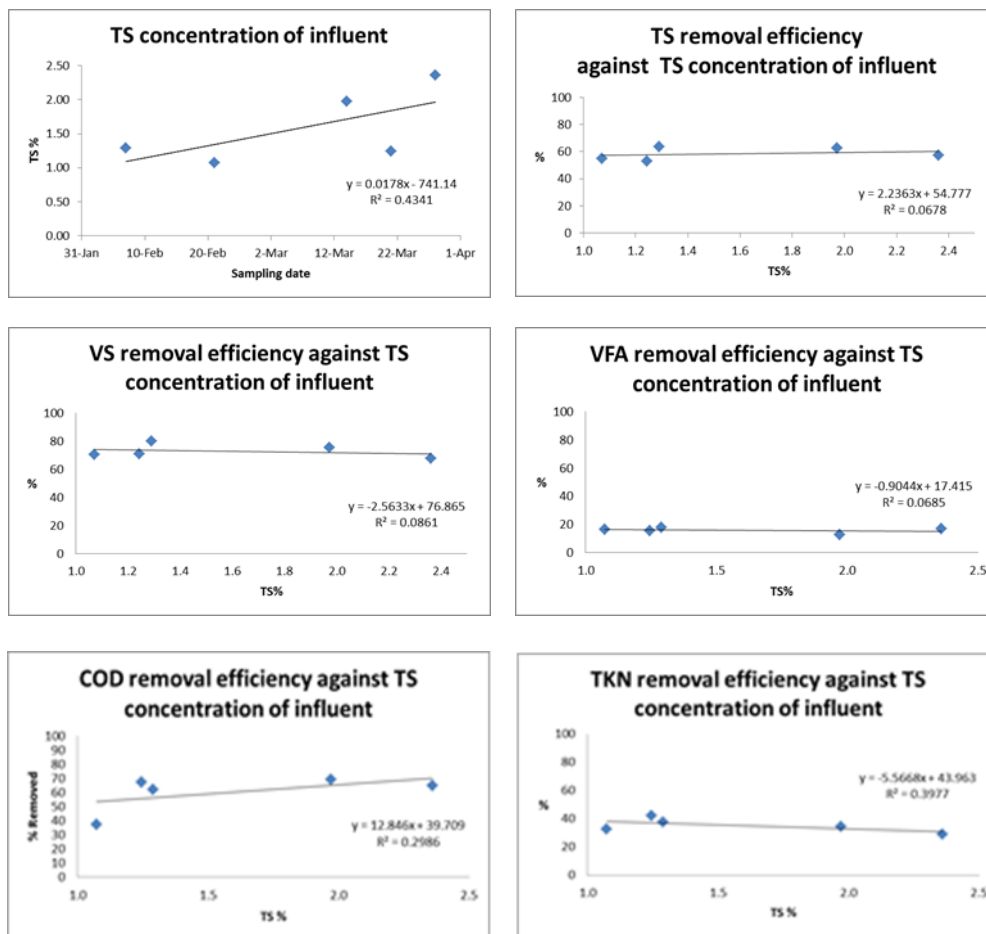 TS concentration of influent
2.50
2.00
1.50
1.00
0.50
0.00
TS %
y = 0.0178x - 741.14
R² = 0.4341
31-Jan 10-Feb 20-Feb 2-Mar 12-Mar 22-Mar 1-Apr
Sampling date
TS removal efficiency
against TS concentration of influent
100
80
60
40
20
0
%
y = 2.2363x + 54.777
R² = 0.0678
1.0 1.2 1.4 1.6 1.8 2.0 2.2 2.4
TS%
VS removal efficiency against TS
concentration of influent
100
80
60
40
20
0
%
y = -2.5633x + 76.865
R² = 0.0861
1.0 1.2 1.4 1.6 1.8 2.0 2.2 2.4
TS%
VFA removal efficiency against TS
concentration of influent
100
80
60
40
20
0
%
y = -0.9044x + 17.415
R² = 0.0685
1.0 1.5 2.0 2.5
TS%
COD removal efficiency against TS
concentration of influent
100
90
80
70
60
50
40
30
20
10
0
% Removed
y = 12.846x + 39.709
R² = 0.2986
1.0 1.5 2.0 2.5
TS %
TKN removal efficiency against TS
concentration of influent
100
80
60
40
20
0
%
y = -5.5668x + 43.963
R² = 0.3977
1.0 1.5 2.0 2.5
TS %